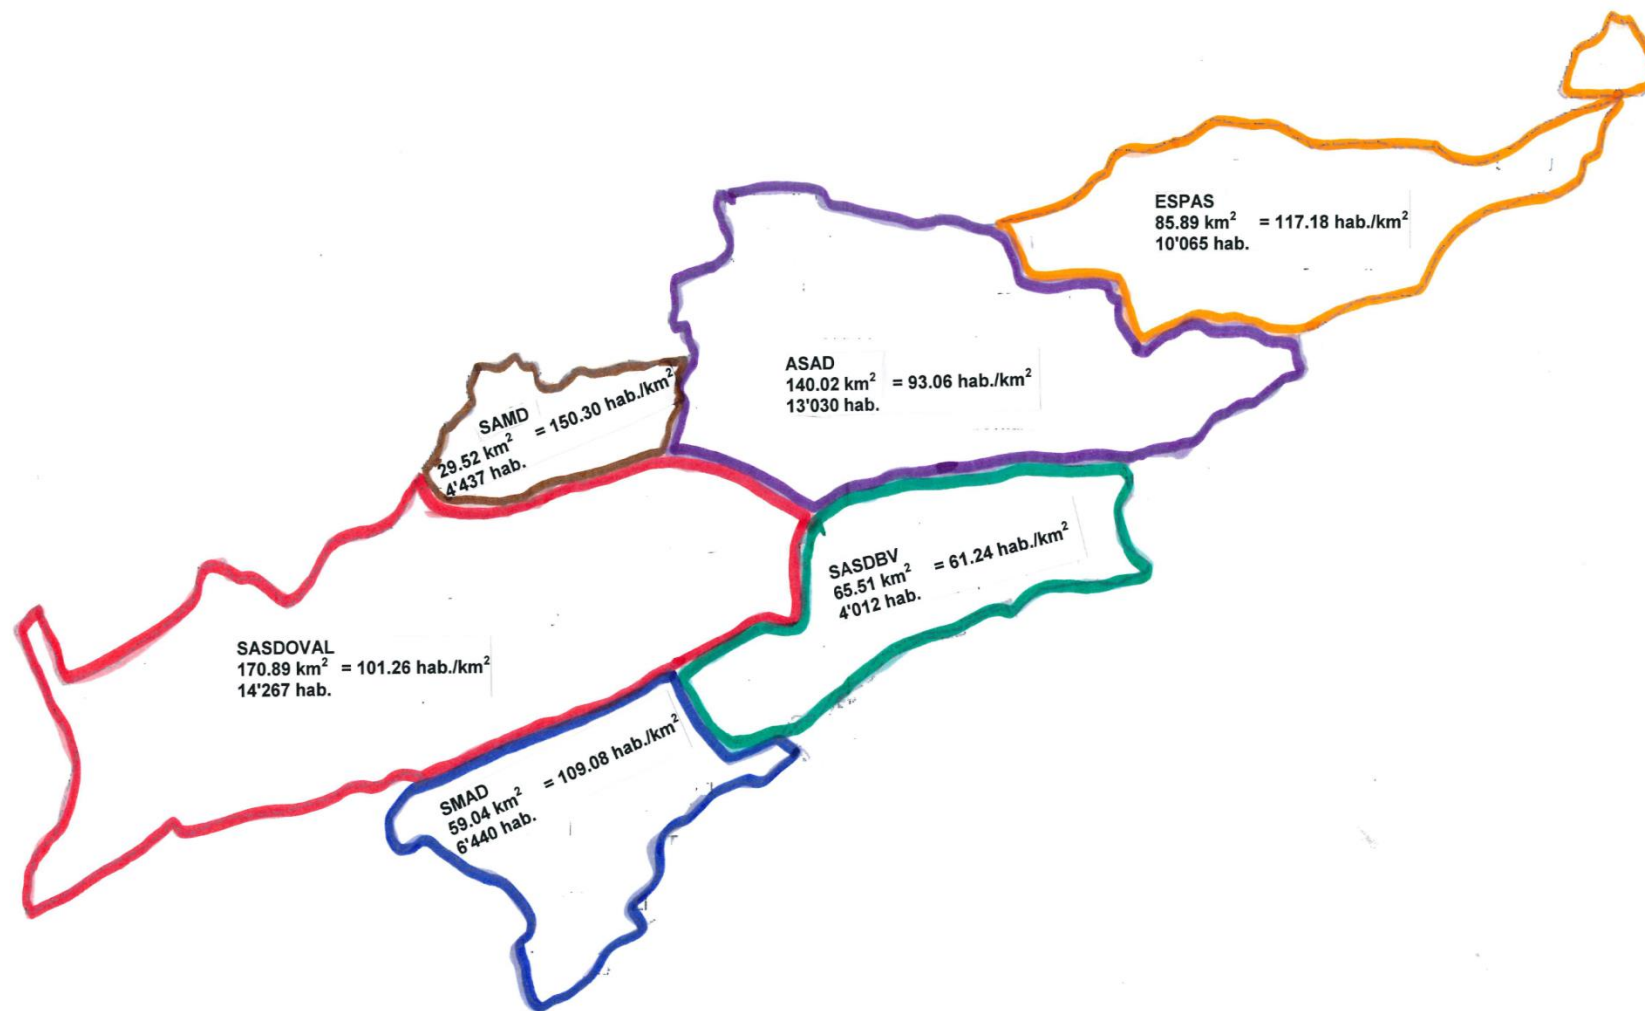 ESPAS
85.89 km² = 117.18 hab./km²
10'065 hab.
ASAD
140.02 km² = 93.06 hab./km²
13'030 hab.
SAMD
29.52 km² = 150.30 hab./km²
4'437 hab.
SASDBV
65.51 km² = 61.24 hab./km²
4'012 hab.
SASDOVAL
170.89 km² = 101.26 hab./km²
14'267 hab.
SMAD
59.04 km² = 109.08 hab./km²
6'440 hab.